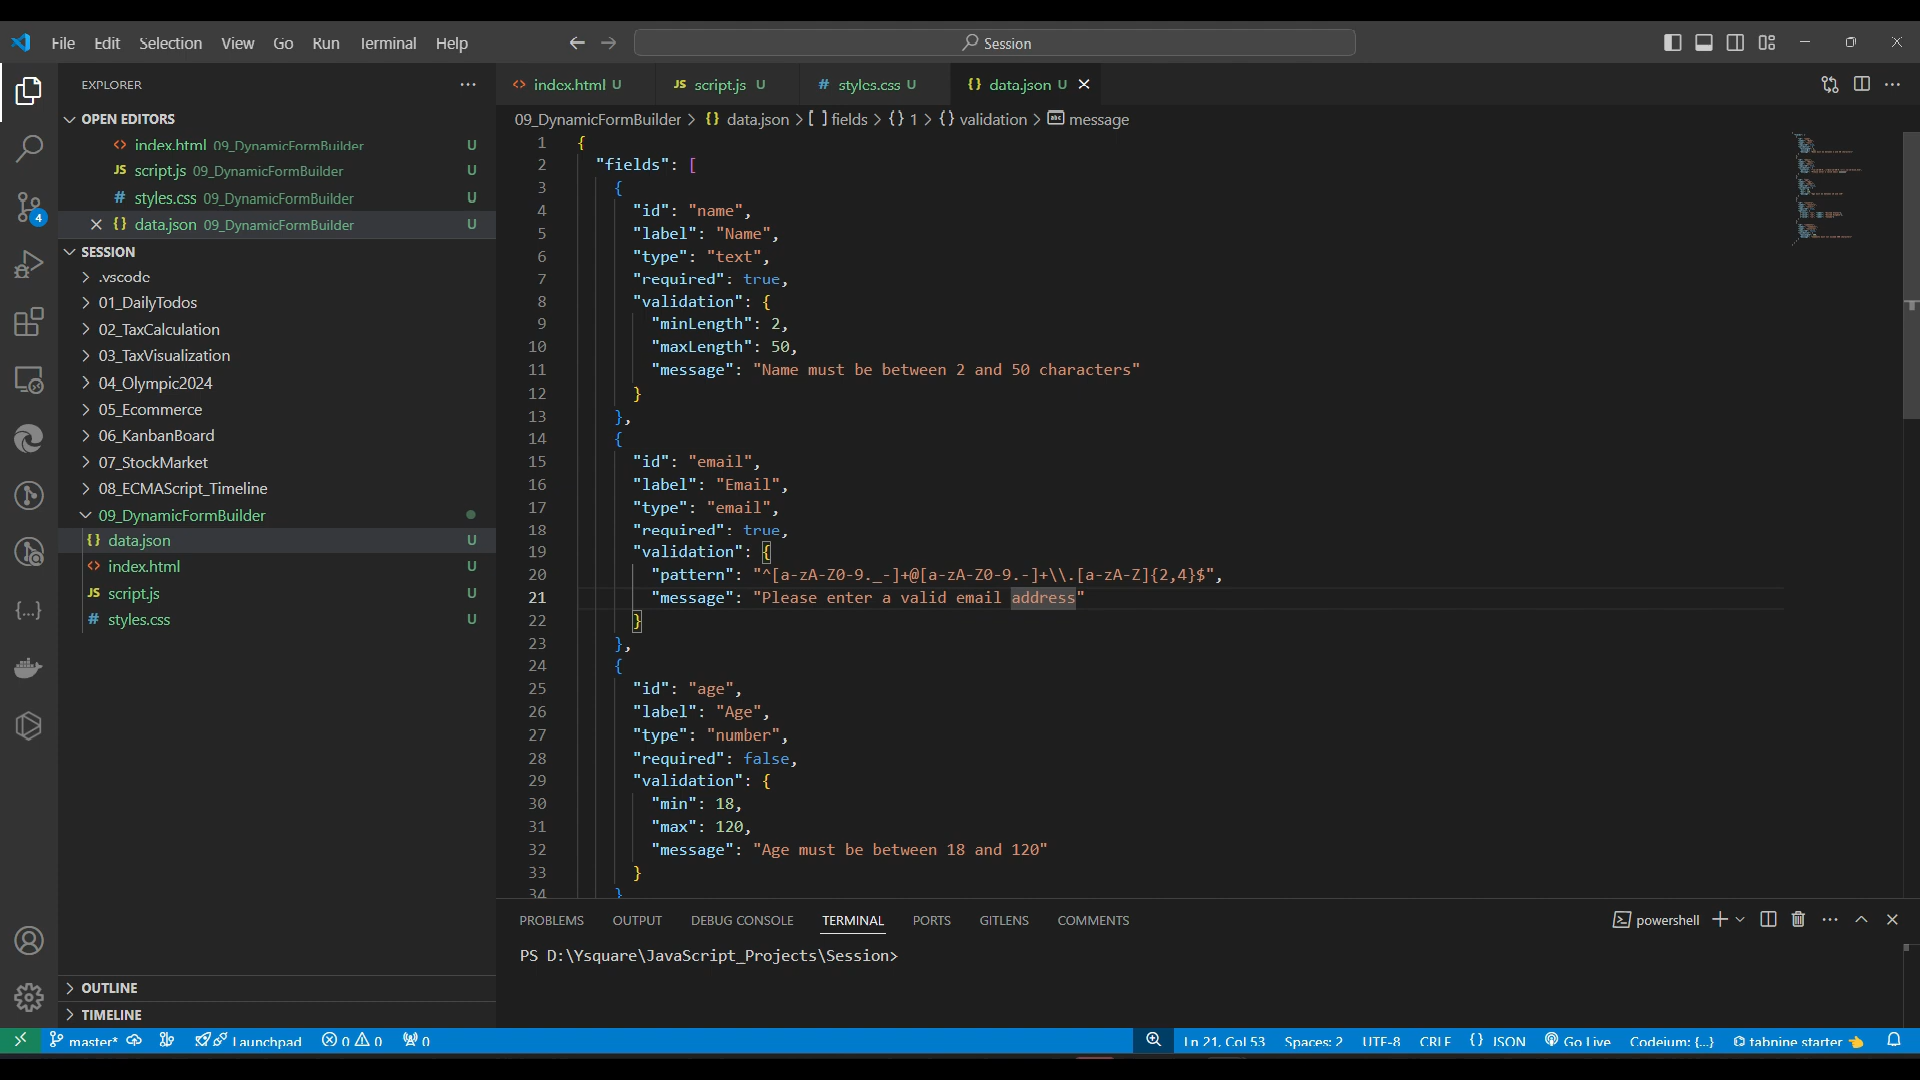 File Edit Selection View Go Run Terminal Help
Session
EXPLORER
index.html U
JS script.js U
# styles.css U
{} data.json U
OPEN EDITORS
<> index.html 09_DynamicFormBuilder U
JS script.js 09_DynamicFormBuilder U
# styles.css 09_DynamicFormBuilder U
{} data.json 09_DynamicFormBuilder U
SESSION
> .vscode
> 01_DailyTodos
> 02_TaxCalculation
> 03_TaxVisualization
> 04_Olympic2024
> 05_Ecommerce
> 06_KanbanBoard
> 07_StockMarket
> 08_ECMAScript_Timeline
09_DynamicFormBuilder
{} data.json U
<> index.html U
JS script.js U
# styles.css U
> OUTLINE
> TIMELINE
4
09_DynamicFormBuilder > {} data.json > [ ] fields > {} 1 > {} validation > abc message
1 {
2 "fields": [
3 {
4 "id": "name",
5 "label": "Name",
6 "type": "text",
7 "required": true,
8 "validation": {
9 "minLength": 2,
10 "maxLength": 50,
11 "message": "Name must be between 2 and 50 characters"
12 }
13 },
14 {
15 "id": "email",
16 "label": "Email",
17 "type": "email",
18 "required": true,
19 "validation": {
20 "pattern": "^[a-zA-Z0-9._-]+@[a-zA-Z0-9.-]+\\.[a-zA-Z]{2,4}$",
21 "message": "Please enter a valid email address"
22 }
23 },
24 {
25 "id": "age",
26 "label": "Age",
27 "type": "number",
28 "required": false,
29 "validation": {
30 "min": 18,
31 "max": 120,
32 "message": "Age must be between 18 and 120"
33 }
34 }
PROBLEMS OUTPUT DEBUG CONSOLE TERMINAL PORTS GITLENS COMMENTS
powershell
PS D:\Ysquare\JavaScript_Projects\Session>
master* Launchpad 0 0 0
Ln 21, Col 53 Spaces: 2 UTF-8 CRLF {} JSON Go Live Codeium: {...} tabnine starter